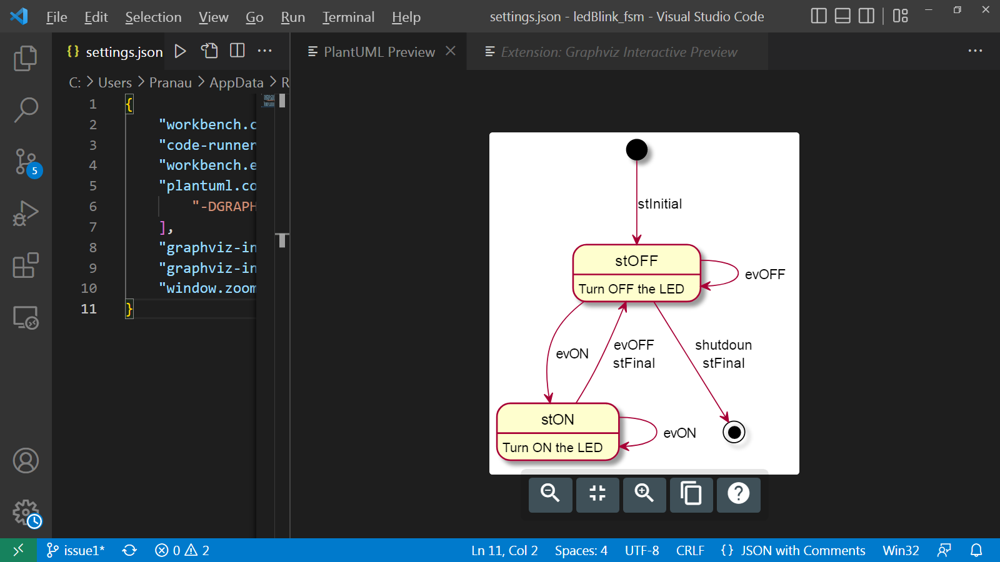 File Edit Selection View Go Run Terminal Help settings.json - ledBlink_fsm - Visual Studio Code
{} settings.json PlantUML Preview Extension: Graphviz Interactive Preview
C: > Users > Pranau > AppData > R
1 {
2 "workbench.c
3 "code-runner
4 "workbench.e
5 "plantuml.co
6 "-DGRAPH
7 ],
8 "graphviz-in
9 "graphviz-in
10 "window.zoom
11 }
5
stInitial
stOFF
Turn OFF the LED
evOFF
evON
evOFF
stFinal
shutdoun
stFinal
stON
Turn ON the LED
evON
issue1* 0 2 Ln 11, Col 2 Spaces: 4 UTF-8 CRLF {} JSON with Comments Win32